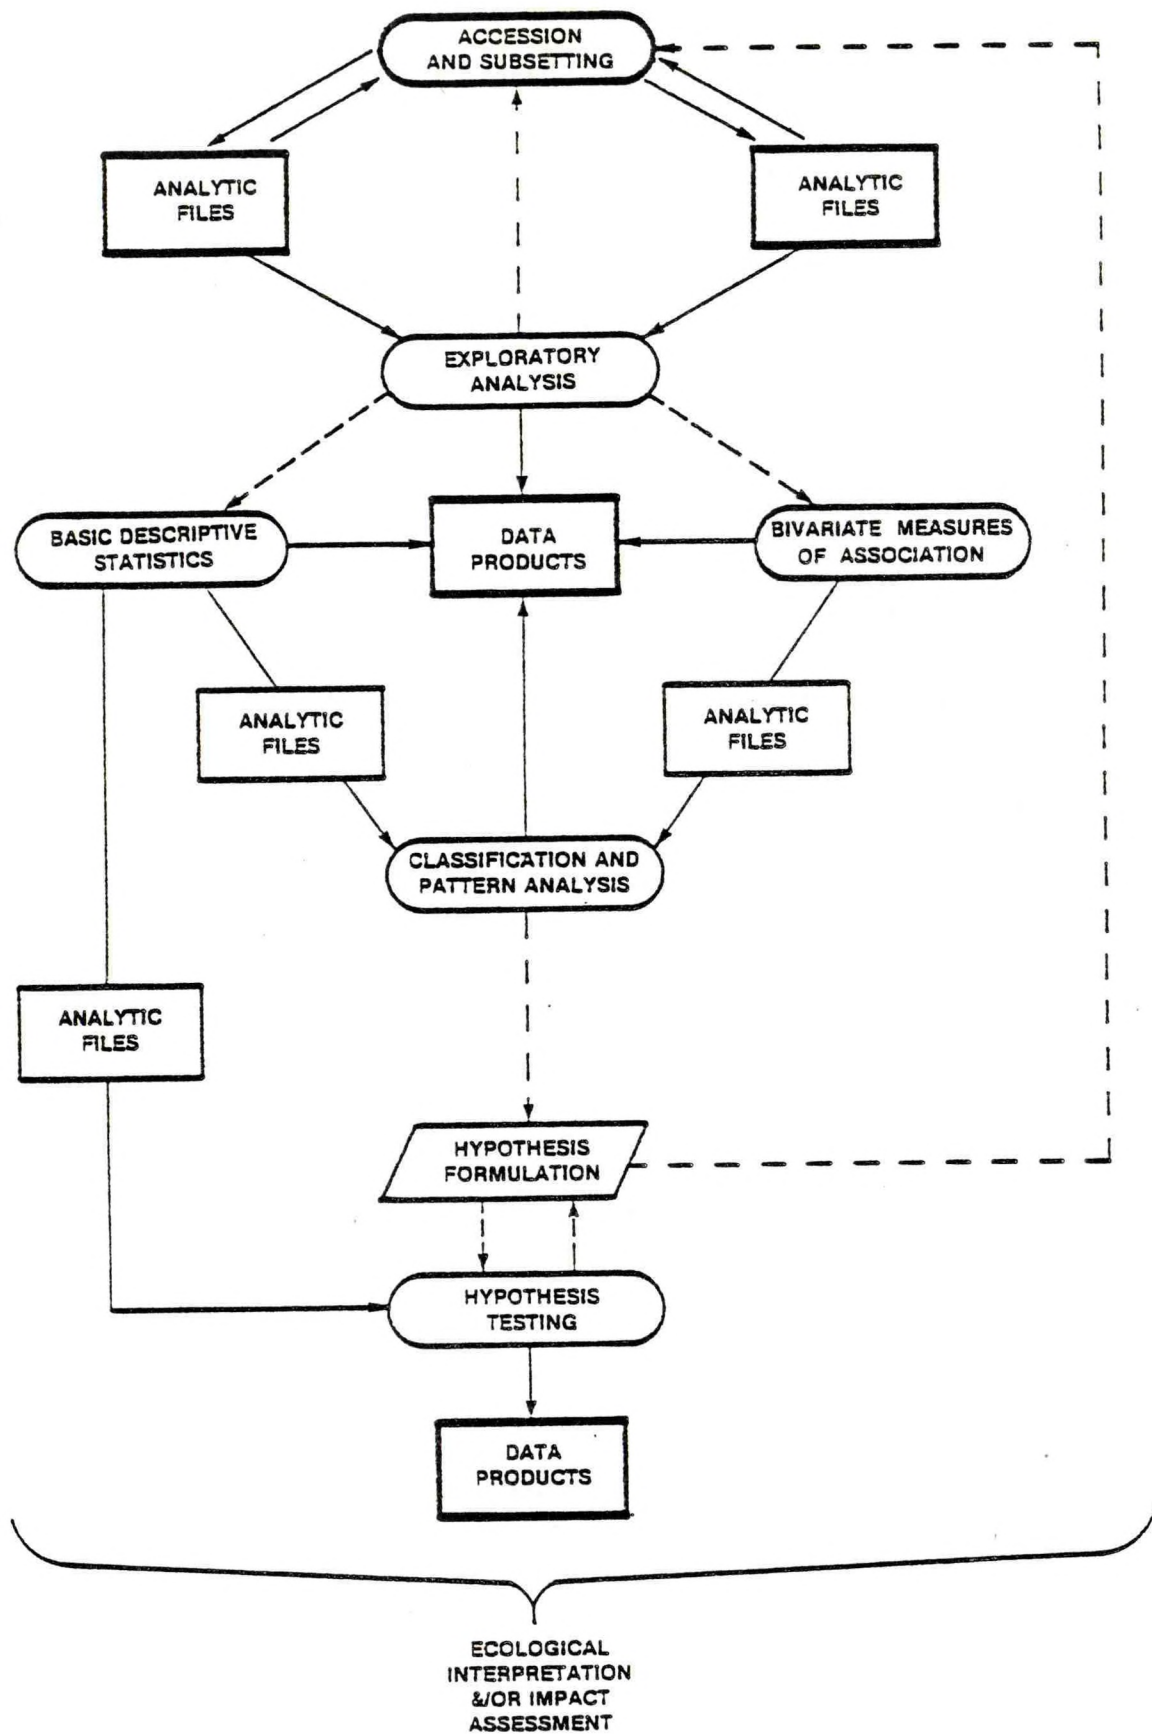 ACCESSION
AND SUBSETTING
ANALYTIC
FILES
ANALYTIC
FILES
EXPLORATORY
ANALYSIS
BASIC DESCRIPTIVE
STATISTICS
DATA
PRODUCTS
BIVARIATE MEASURES
OF ASSOCIATION
ANALYTIC
FILES
ANALYTIC
FILES
CLASSIFICATION AND
PATTERN ANALYSIS
ANALYTIC
FILES
HYPOTHESIS
FORMULATION
HYPOTHESIS
TESTING
DATA
PRODUCTS
ECOLOGICAL
INTERPRETATION
&/OR IMPACT
ASSESSMENT